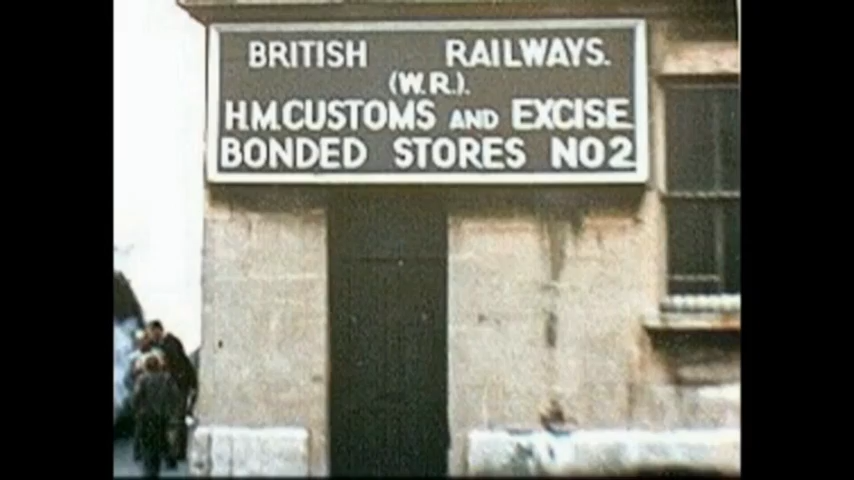 BRITISH RAILWAYS.
(W.R.).
H.M.CUSTOMS AND EXCISE
BONDED STORES NO2